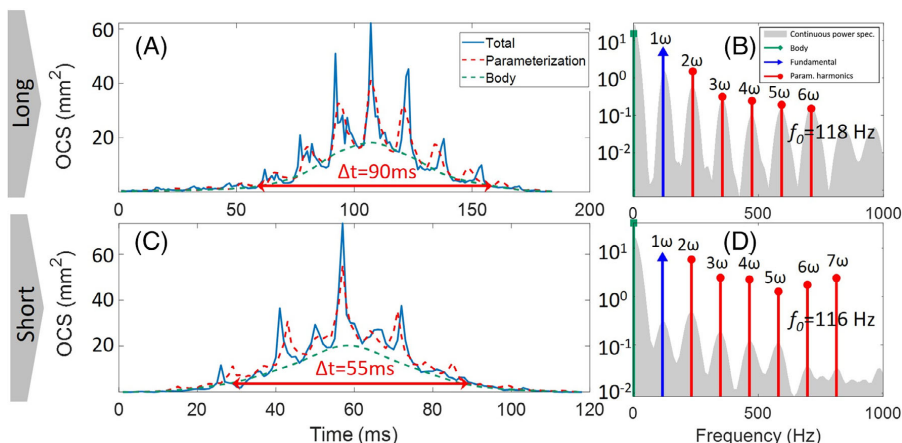 Long
OCS (mm²)
60
40
20
0
50
100
150
200
(A)
Total
Parameterization
Body
Δt=90ms
10¹
10⁰
10⁻¹
10⁻²
0
500
1000
(B)
Continuous power spec.
Body
Fundamental
Param. harmonics
1ω
2ω
3ω
4ω
5ω
6ω
f₀=118 Hz
Short
OCS (mm²)
60
40
20
0
20
40
60
80
100
120
Time (ms)
(C)
Δt=55ms
10¹
10⁰
10⁻¹
10⁻²
0
500
1000
Frequency (Hz)
(D)
1ω
2ω
3ω
4ω
5ω
6ω
7ω
f₀=116 Hz